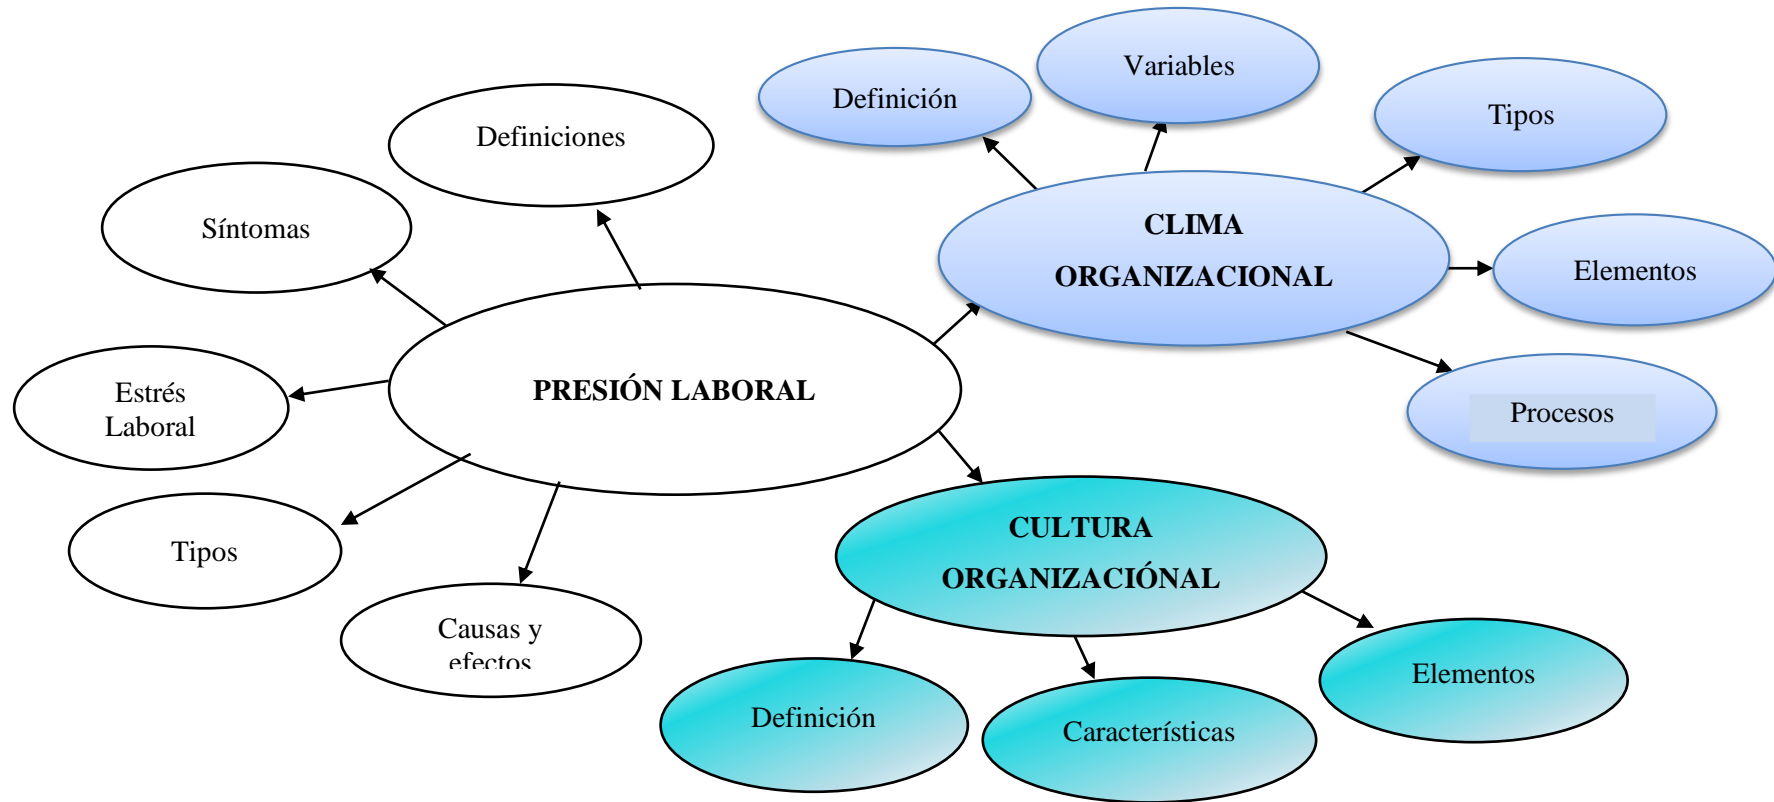 Definiciones
Síntomas
Estrés
Laboral
Tipos
Causas y
efectos
PRESIÓN LABORAL
Definición
Variables
Tipos
CLIMA
ORGANIZACIONAL
Elementos
Procesos
CULTURA
ORGANIZACIÓNAL
Definición
Características
Elementos